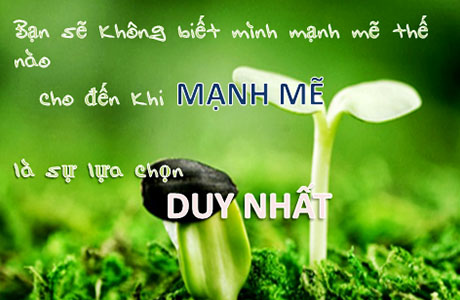 Bạn sẽ không biết mình mạnh mẽ thế
nào
cho đến khi MẠNH MẼ
là sự lựa chọn
DUY NHẤT